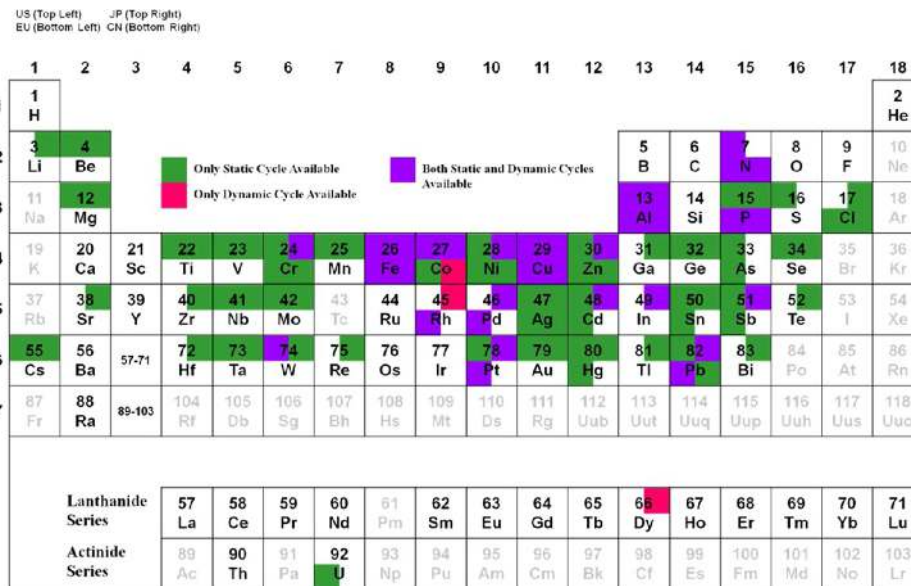 US (Top Left) JP (Top Right)
EU (Bottom Left) CN (Bottom Right)
1 2 3 4 5 6 7 8 9 10 11 12 13 14 15 16 17 18
1 2
H He
3 4 5 6 7 8 9 10
Li Be B C N O F Ne
Only Static Cycle Available
Only Dynamic Cycle Available
Both Static and Dynamic Cycles
Available
11 12 13 14 15 16 17 18
Na Mg Al Si P S Cl Ar
19 20 21 22 23 24 25 26 27 28 29 30 31 32 33 34 35 36
K Ca Sc Ti V Cr Mn Fe Co Ni Cu Zn Ga Ge As Se Br Kr
37 38 39 40 41 42 43 44 45 46 47 48 49 50 51 52 53 54
Rb Sr Y Zr Nb Mo Tc Ru Rh Pd Ag Cd In Sn Sb Te I Xe
55 56 57-71 72 73 74 75 76 77 78 79 80 81 82 83 84 85 86
Cs Ba Hf Ta W Re Os Ir Pt Au Hg Tl Pb Bi Po At Rn
87 88 89-103 104 105 106 107 108 109 110 111 112 113 114 115 116 117 118
Fr Ra Rf Db Sg Bh Hs Mt Ds Rg Uub Uut Uuq Uup Uuh Uus Uuo
Lanthanide
Series
57 58 59 60 61 62 63 64 65 66 67 68 69 70 71
La Ce Pr Nd Pm Sm Eu Gd Tb Dy Ho Er Tm Yb Lu
Actinide
Series
89 90 91 92 93 94 95 96 97 98 99 100 101 102 103
Ac Th Pa U Np Pu Am Cm Bk Cf Es Fm Md No Lr